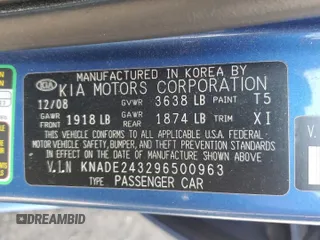 MANUFACTURED IN KOREA BY
KIA KIA MOTORS CORPORATION
12/08 GVWR 3638 LB PAINT T5
GAWR FRONT 1918 LB GAWR REAR 1874 LB TRIM XI
THIS VEHICLE CONFORMS TO ALL APPLICABLE U.S.A. FEDERAL
MOTOR VEHICLE SAFETY, BUMPER, AND THEFT PREVENTION STANDARDS
IN EFFECT ON THE DATE OF MANUFACTURE SHOWN ABOVE.
V.I.N KNADE243296500963
TYPE PASSENGER CAR
DREAMBID